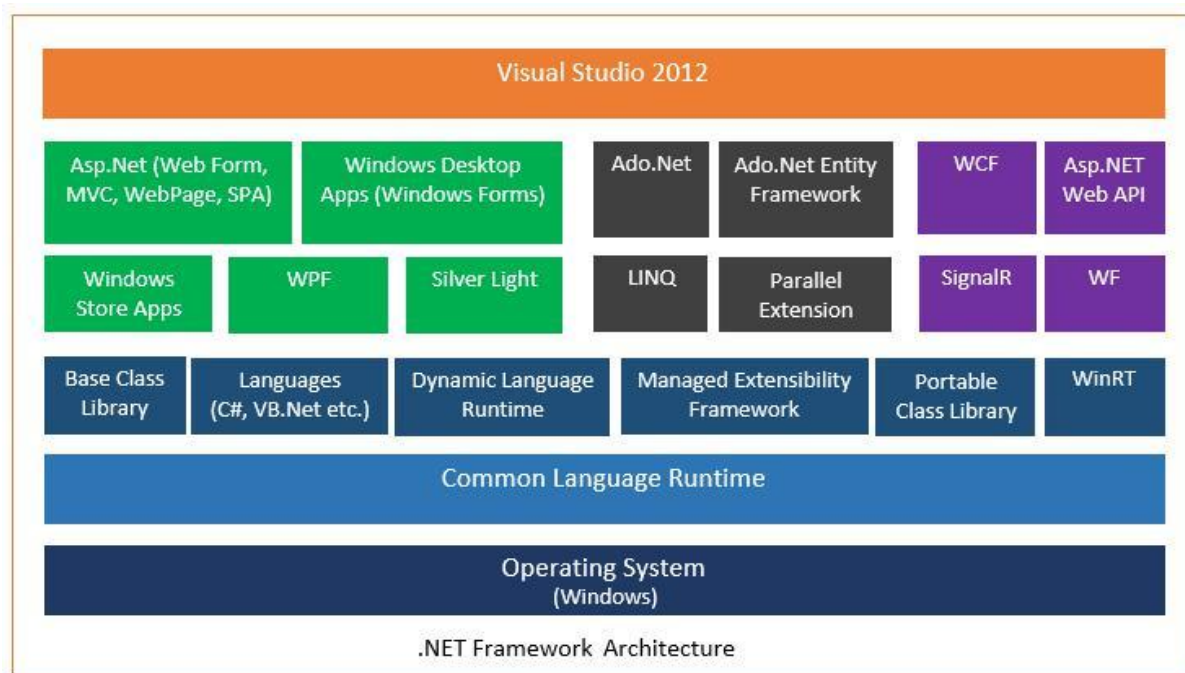 Visual Studio 2012
Asp.Net (Web Form,
MVC, WebPage, SPA)
Windows Desktop
Apps (Windows Forms)
Ado.Net
Ado.Net Entity
Framework
WCF
Asp.NET
Web API
Windows
Store Apps
WPF
Silver Light
LINQ
Parallel
Extension
SignalR
WF
Base Class
Library
Languages
(C#, VB.Net etc.)
Dynamic Language
Runtime
Managed Extensibility
Framework
Portable
Class Library
WinRT
Common Language Runtime
Operating System
(Windows)
.NET Framework Architecture